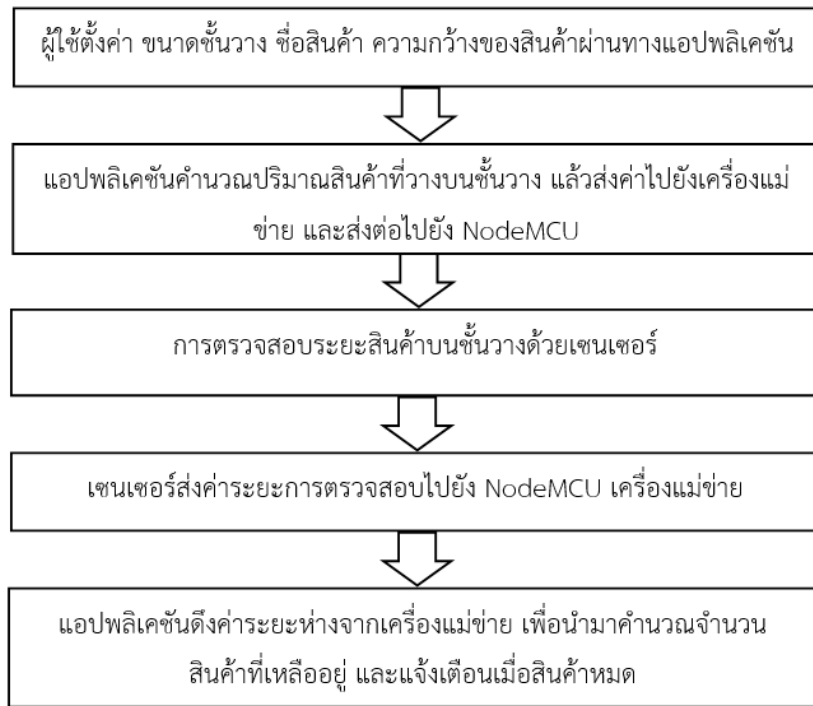 ผู้ใช้ตั้งค่า ขนาดชั้นวาง ชื่อสินค้า ความกว้างของสินค้าผ่านทางแอปพลิเคชัน
แอปพลิเคชันคำนวณปริมาณสินค้าที่วางบนชั้นวาง แล้วส่งค่าไปยังเครื่องแม่
ข่าย และส่งต่อไปยัง NodeMCU
การตรวจสอบระยะสินค้าบนชั้นวางด้วยเซนเซอร์
เซนเซอร์ส่งค่าระยะการตรวจสอบไปยัง NodeMCU เครื่องแม่ข่าย
แอปพลิเคชันดึงค่าระยะห่างจากเครื่องแม่ข่าย เพื่อนำมาคำนวณจำนวน
สินค้าที่เหลืออยู่ และแจ้งเตือนเมื่อสินค้าหมด